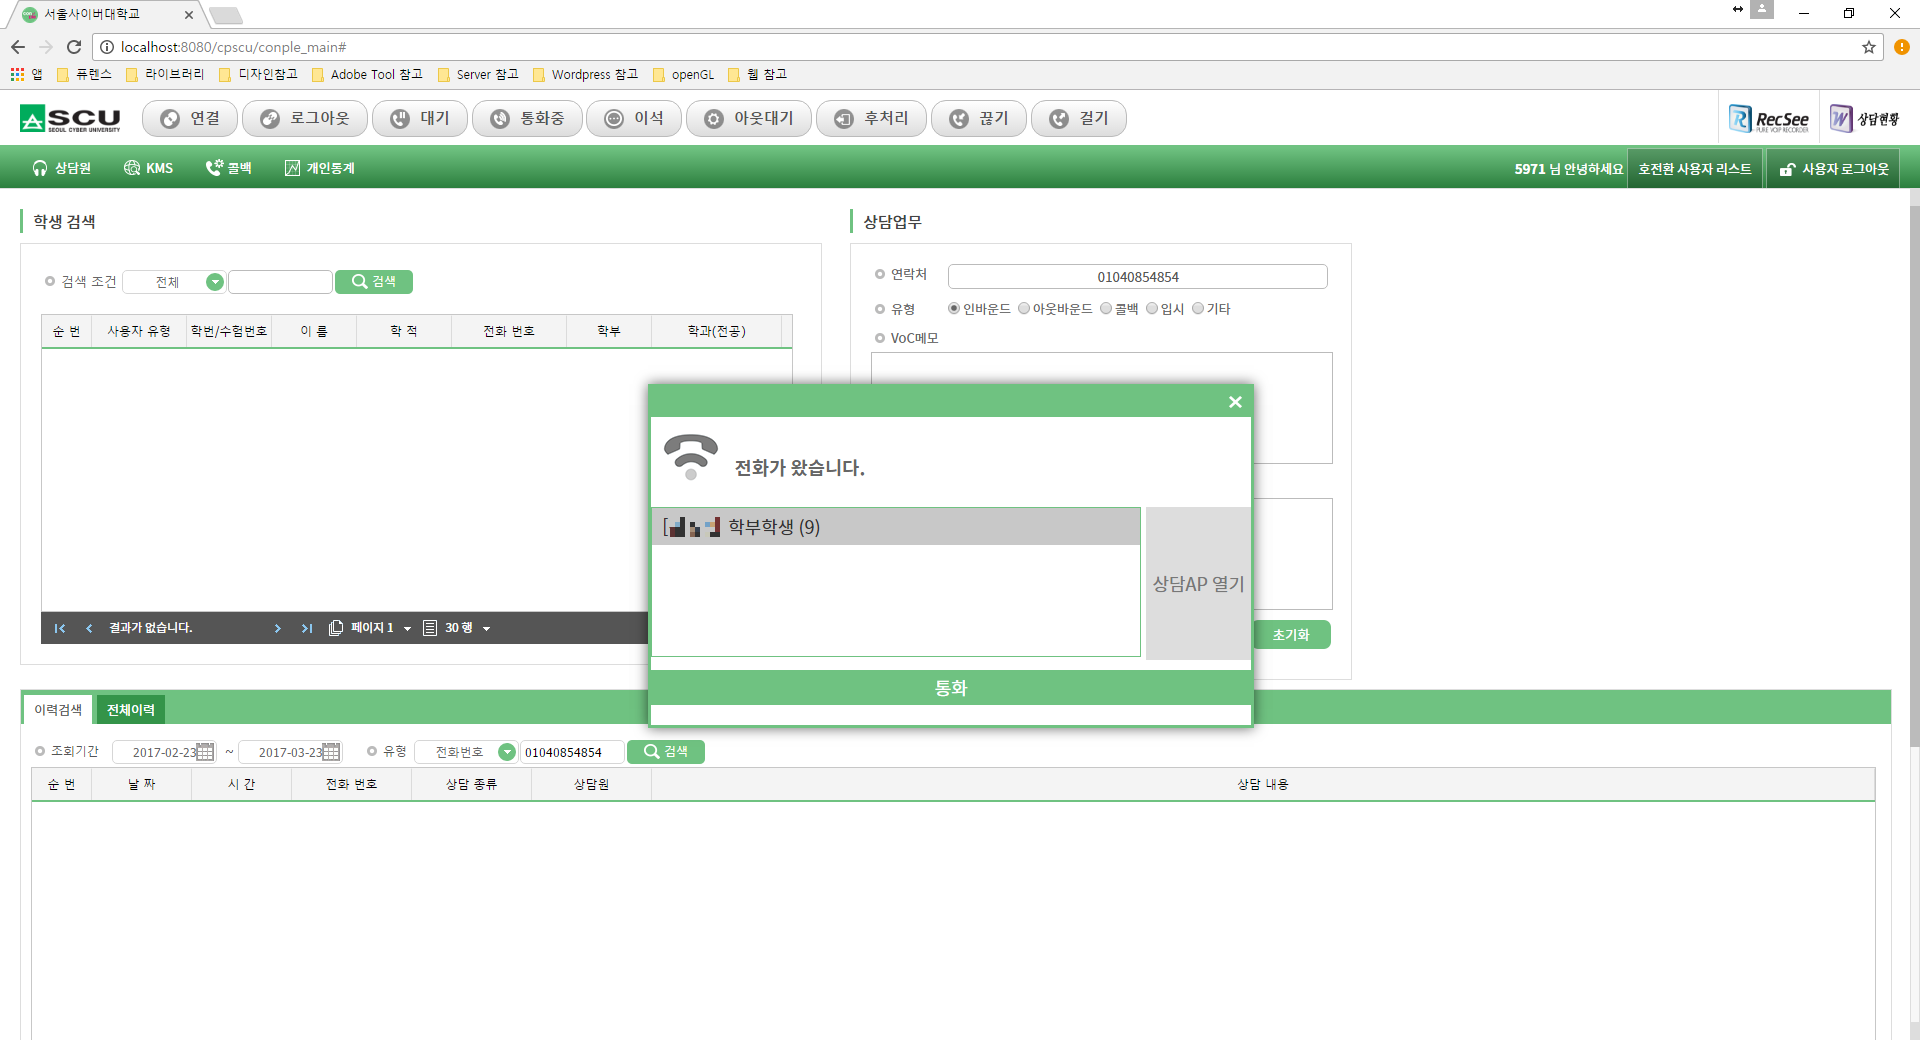 서울사이버대학교
localhost:8080/cpscu/conple_main#
앱 퓨렌스 라이브러리 디자인참고 Adobe Tool 참고 Server 참고 Wordpress 참고 openGL 웹 참고
SCU 연결 로그아웃 대기 통화중 이석 아웃대기 후처리 끊기 걸기 RecSee 상담현황
SEOUL CYBER UNIVERSITY PURE VOIP RECORDER
상담원 KMS 콜백 개인통계 5971 님 안녕하세요 호전환 사용자 리스트 사용자 로그아웃
학생 검색
검색 조건 전체 검색
순 번 사용자 유형 학번/수험번호 이 름 학 적 전화 번호 학부 학과(전공)
결과가 없습니다. 페이지 1 30 행
상담업무
연락처 01040854854
유형 인바운드 아웃바운드 콜백 입시 기타
VoC메모
초기화
전화가 왔습니다.
학부학생 (9)
상담AP 열기
통화
이력검색 전체이력
조회기간 2017-02-23 ~ 2017-03-23 유형 전화번호 01040854854 검색
순 번 날 짜 시 간 전화 번호 상담 종류 상담원 상담 내용